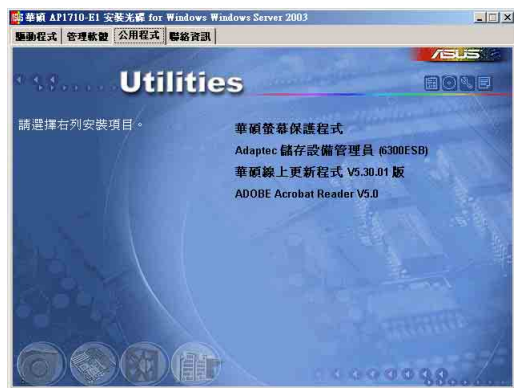 華碩 AP1710-E1 安裝光碟 for Windows Windows Server 2003
驅動程式 管理軟體 公用程式 聯絡資訊
ASUS
Utilities
請選擇右列安裝項目。
華碩螢幕保護程式
Adaptec 儲存設備管理員 (6300ESB)
華碩線上更新程式 V5.30.01 版
ADOBE Acrobat Reader V5.0